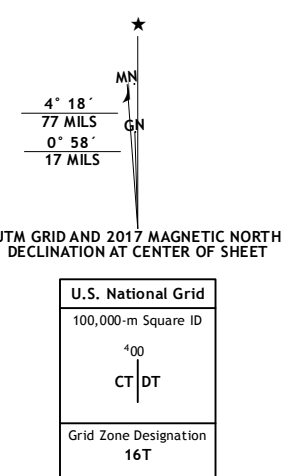 ★
MN
4° 18´
77 MILS
GN
0° 58´
17 MILS
UTM GRID AND 2017 MAGNETIC NORTH
DECLINATION AT CENTER OF SHEET
U.S. National Grid
100,000-m Square ID
⁴00
CT DT
Grid Zone Designation
16T